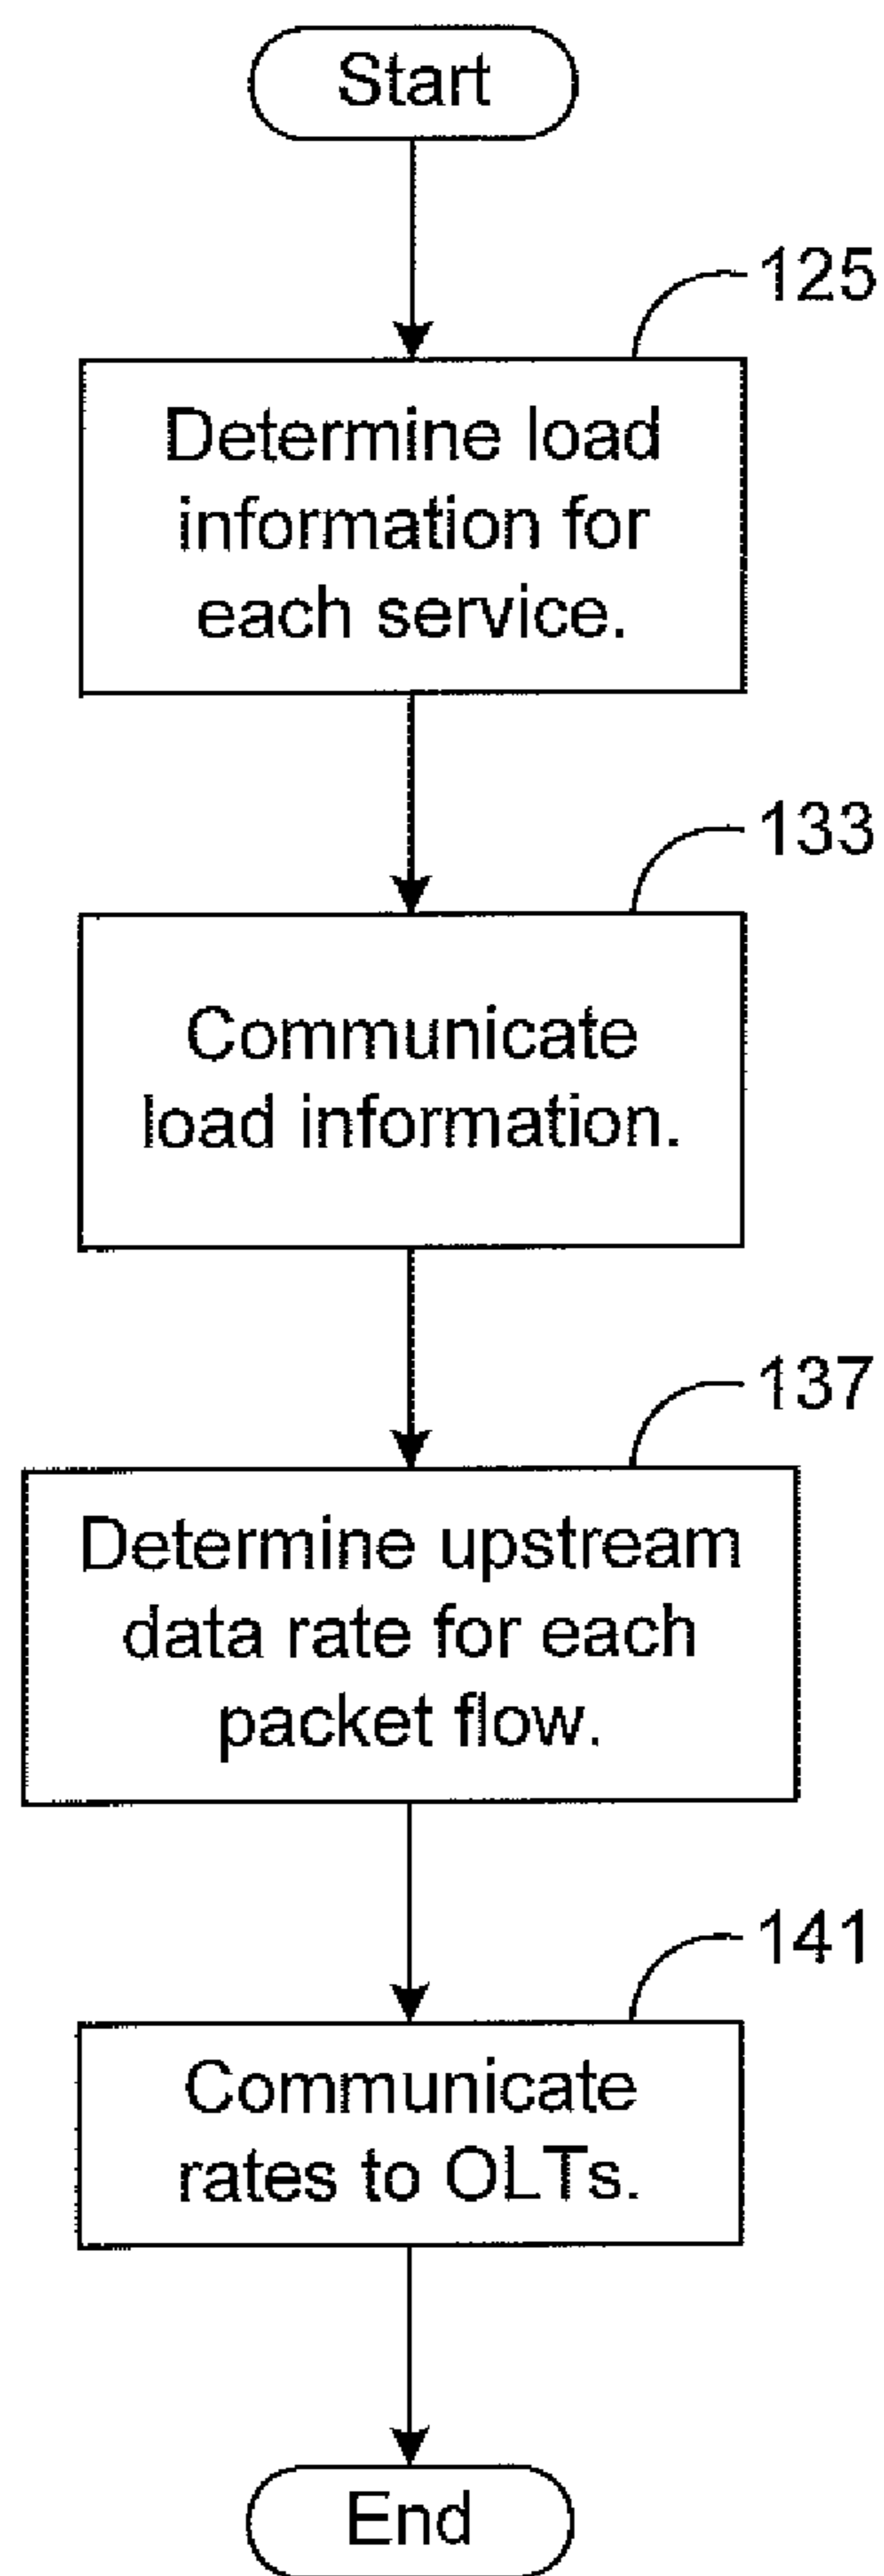 Start
125
Determine load
information for
each service.
133
Communicate
load information.
137
Determine upstream
data rate for each
packet flow.
141
Communicate
rates to OLTs.
End